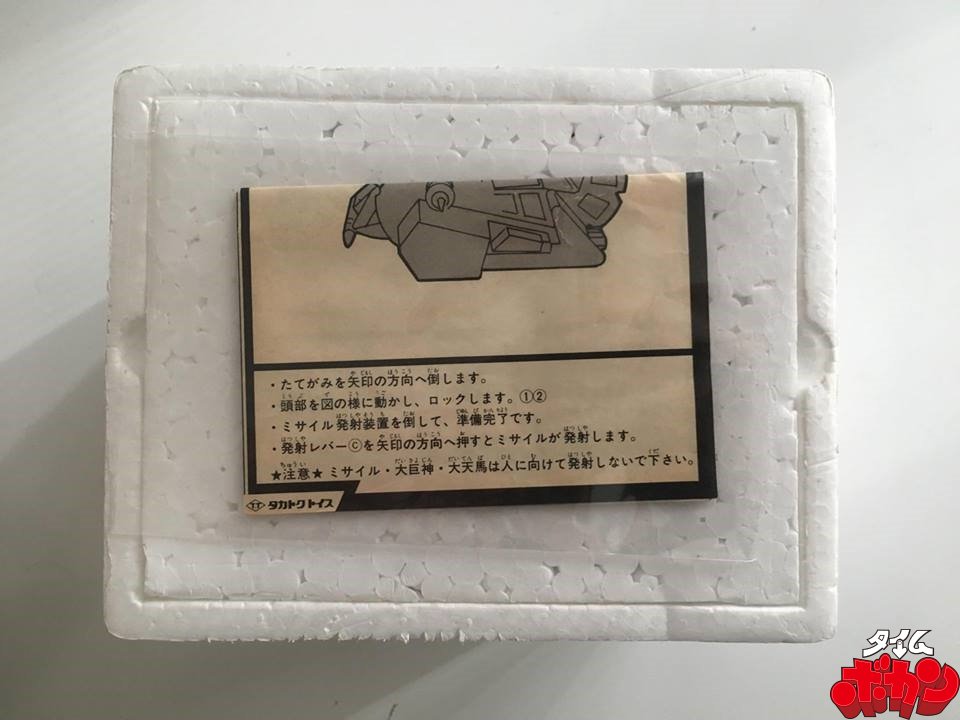 ・たてがみを矢印の方向へ倒します。
・頭部を図の様に動かし、ロックします。①②
・ミサイル発射装置を倒して、準備完了です。
・発射レバーⒸを矢印の方向へ押すとミサイルが発射します。
★注意★ ミサイル・大巨神・大天馬は人に向けて発射しないで下さい。
TT タカトクトイス
タイム
ボカン